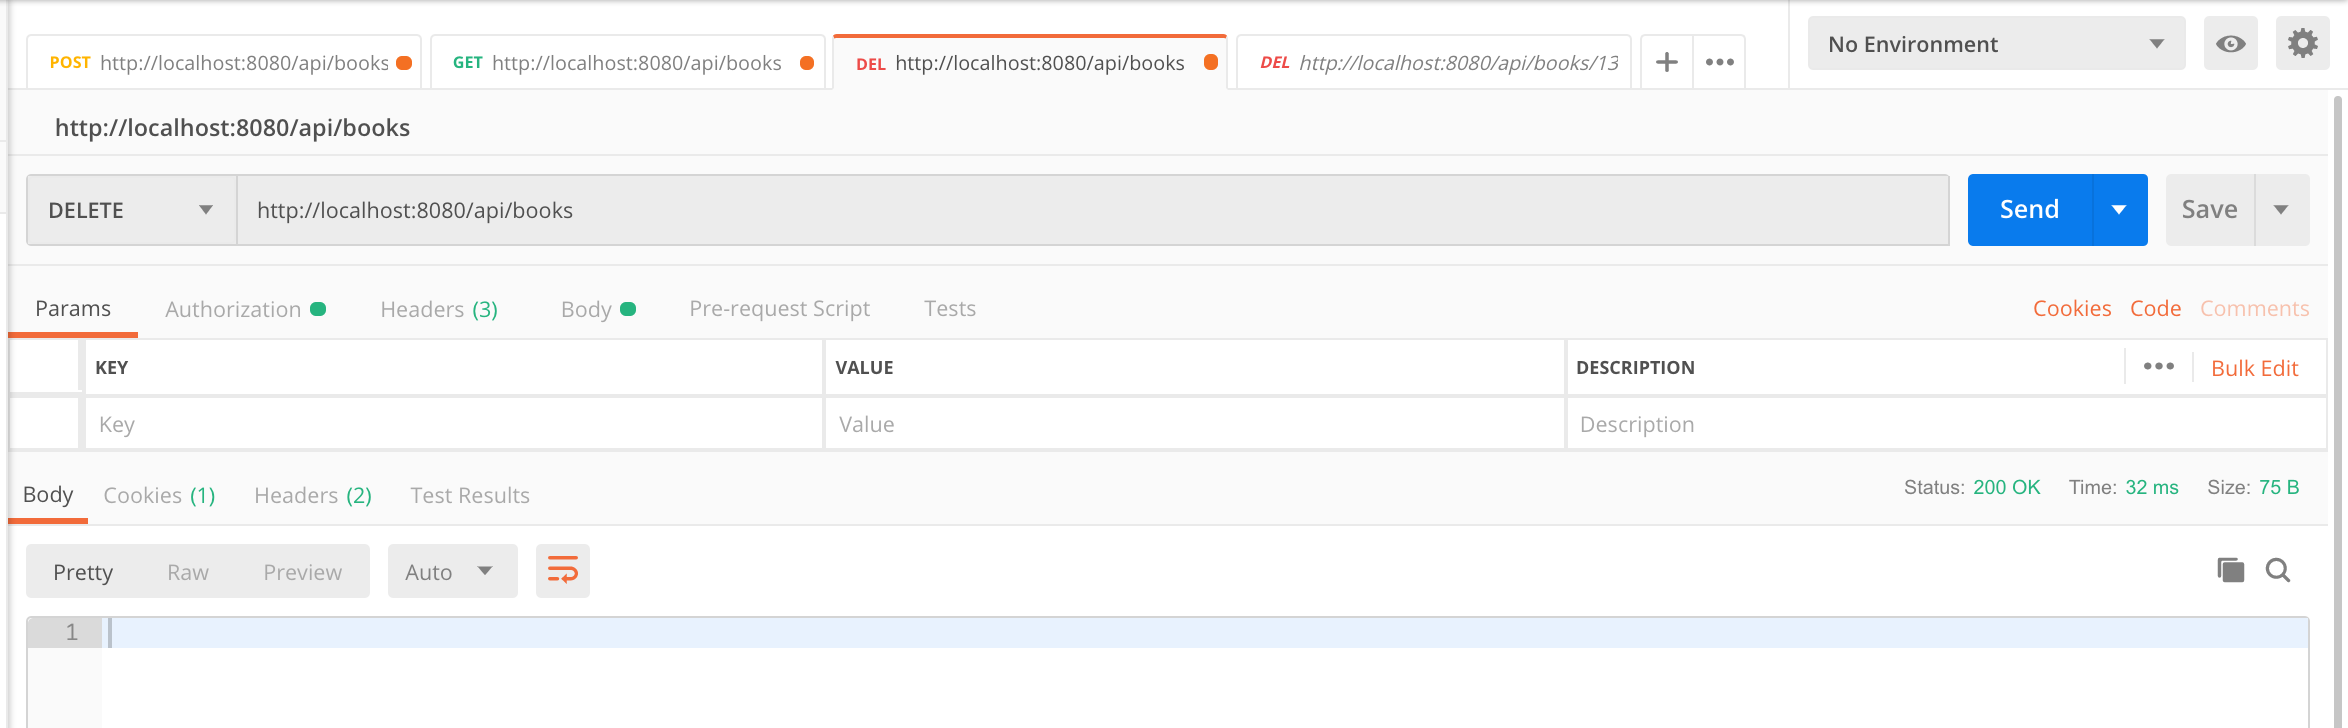 POST http://localhost:8080/api/books GET http://localhost:8080/api/books DEL http://localhost:8080/api/books DEL http://localhost:8080/api/books/13 No Environment
http://localhost:8080/api/books
DELETE http://localhost:8080/api/books Send Save
Params Authorization Headers (3) Body Pre-request Script Tests Cookies Code Comments
KEY VALUE DESCRIPTION Bulk Edit
Key Value Description
Body Cookies (1) Headers (2) Test Results Status: 200 OK Time: 32 ms Size: 75 B
Pretty Raw Preview Auto
1